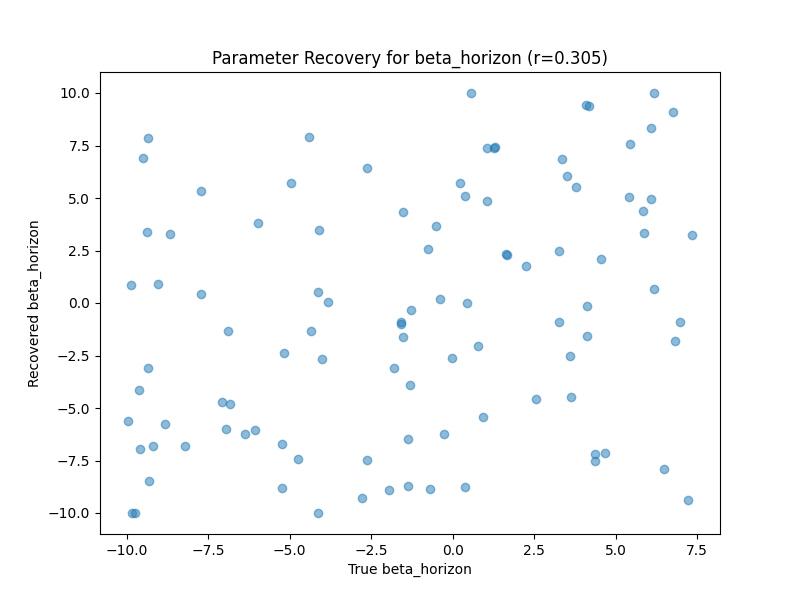 Parameter Recovery for beta_horizon (r=0.305)
10.0
7.5
5.0
2.5
0.0
−2.5
−5.0
−7.5
−10.0
Recovered beta_horizon
−10.0 −7.5 −5.0 −2.5 0.0 2.5 5.0 7.5
True beta_horizon